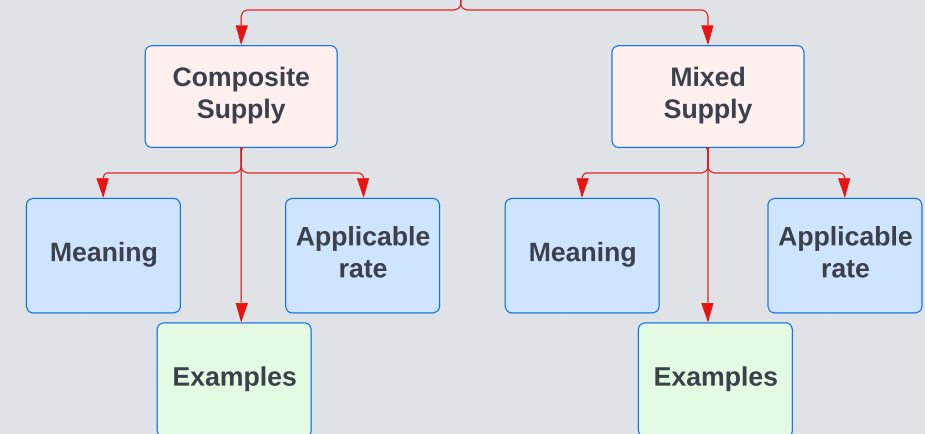 Composite
Supply
Mixed
Supply
Meaning
Applicable
rate
Meaning
Applicable
rate
Examples
Examples